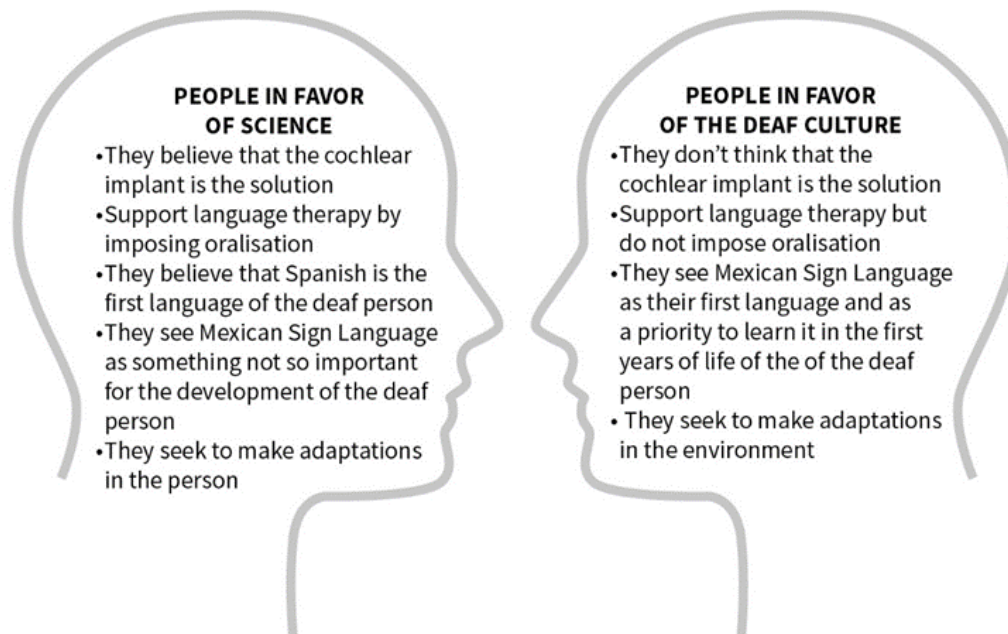 PEOPLE IN FAVOR
OF SCIENCE
•They believe that the cochlear
implant is the solution
•Support language therapy by
imposing oralisation
•They believe that Spanish is the
first language of the deaf person
•They see Mexican Sign Language
as something not so important
for the development of the deaf
person
•They seek to make adaptations
in the person
PEOPLE IN FAVOR
OF THE DEAF CULTURE
•They don’t think that the
cochlear implant is the solution
•Support language therapy but
do not impose oralisation
•They see Mexican Sign Language
as their first language and as
a priority to learn it in the first
years of life of the of the deaf
person
• They seek to make adaptations
in the environment